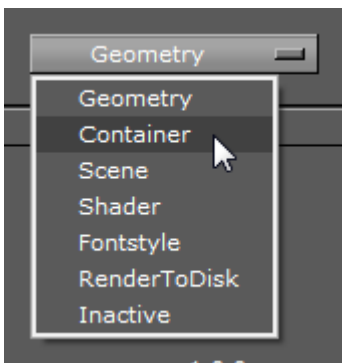 Geometry
Geometry
Container
Scene
Shader
Fontstyle
RenderToDisk
Inactive